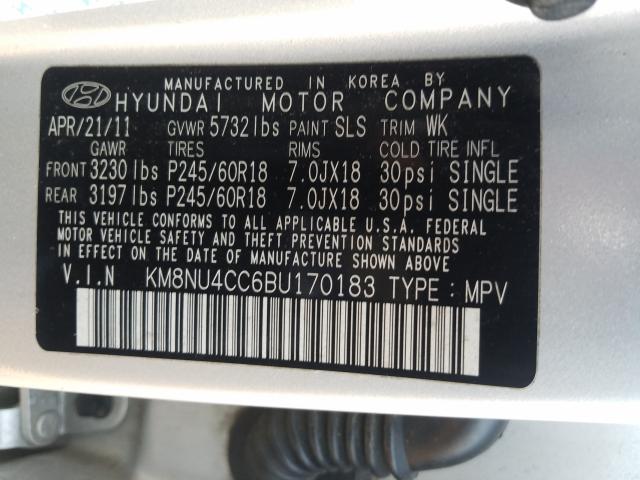 MANUFACTURED IN KOREA BY
HYUNDAI MOTOR COMPANY
APR/21/11 GVWR 5732lbs PAINT SLS TRIM WK
GAWR TIRES RIMS COLD TIRE INFL
FRONT 3230lbs P245/60R18 7.0JX18 30psi SINGLE
REAR 3197lbs P245/60R18 7.0JX18 30psi SINGLE
THIS VEHICLE CONFORMS TO ALL APPLICABLE U.S.A. FEDERAL
MOTOR VEHICLE SAFETY AND THEFT PREVENTION STANDARDS
IN EFFECT ON THE DATE OF MANUFACTURE SHOWN ABOVE
V.I.N KM8NU4CC6BU170183 TYPE : MPV